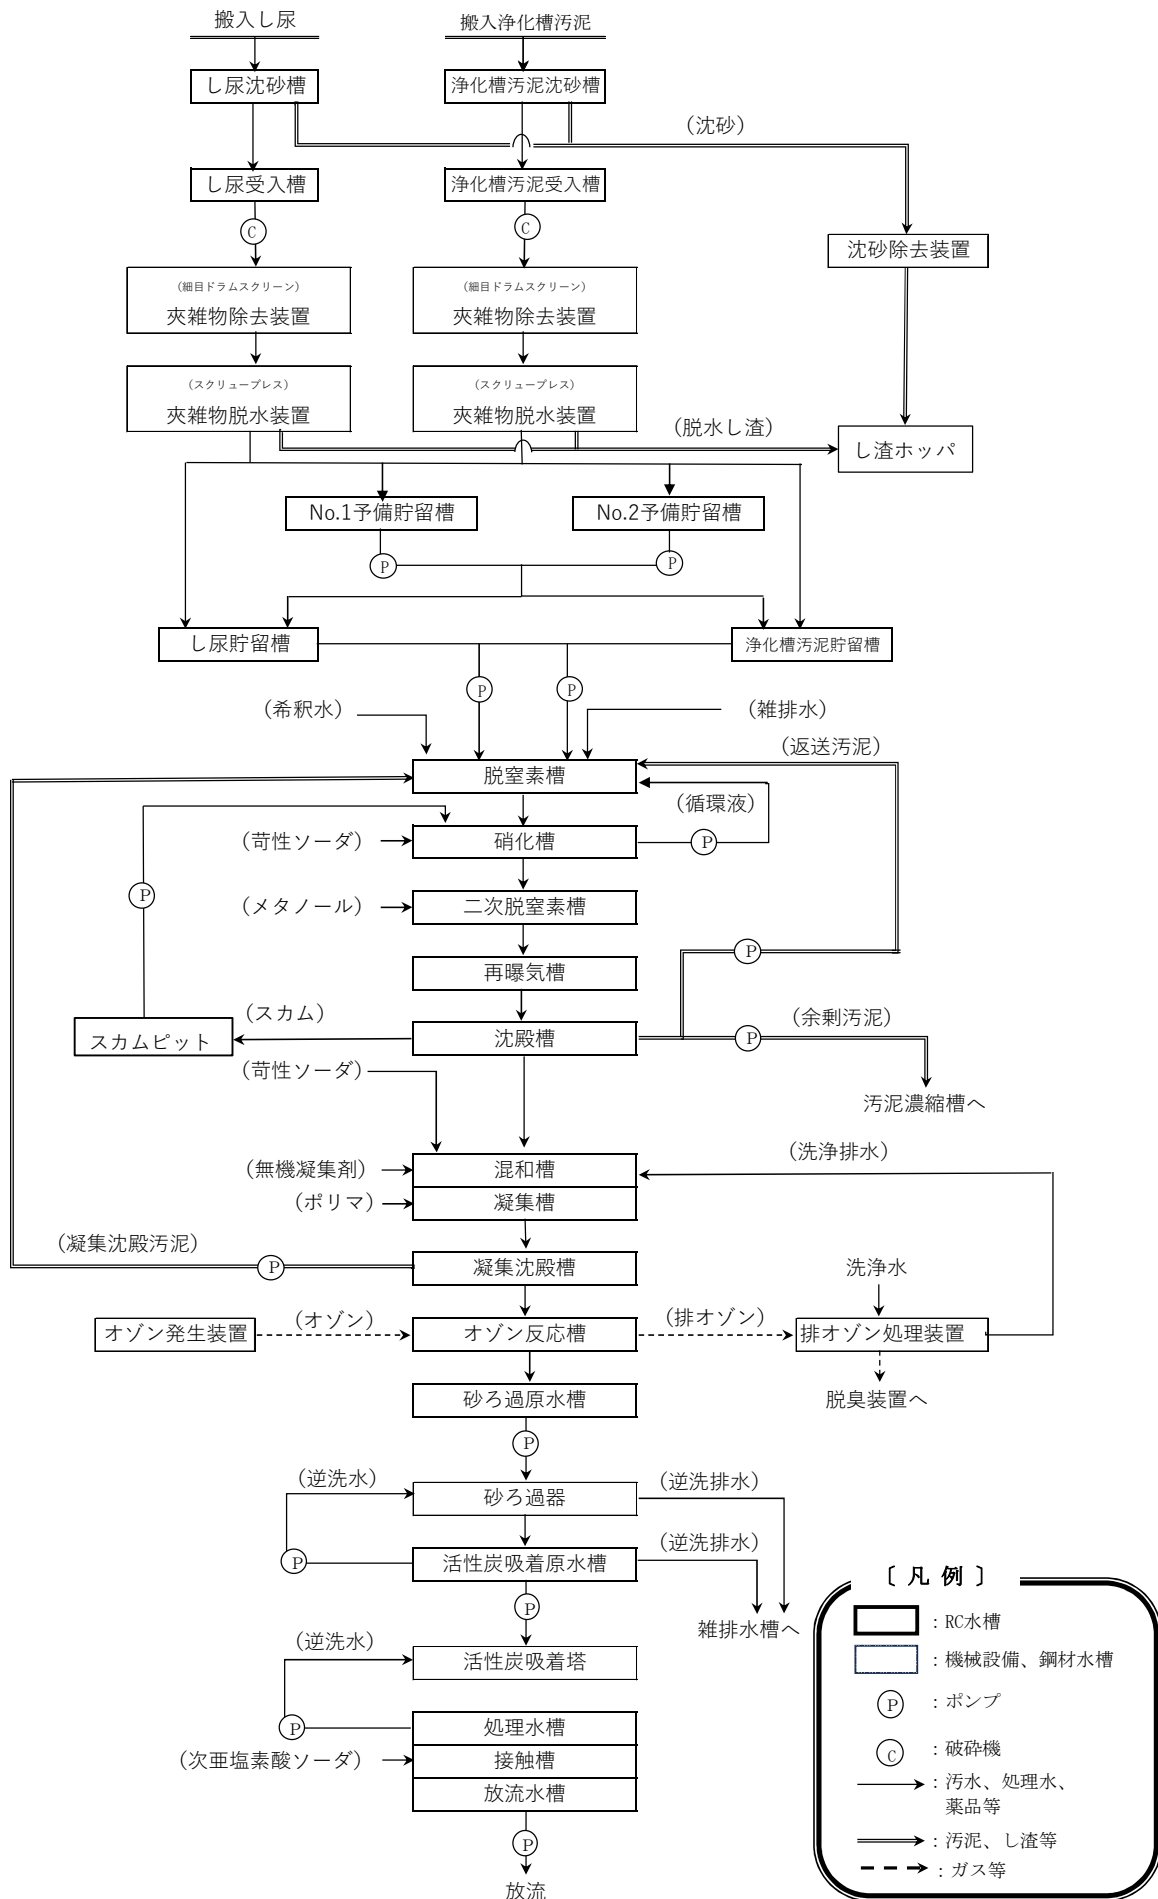 搬入し尿
搬入浄化槽汚泥
し尿沈砂槽
浄化槽汚泥沈砂槽
(沈砂)
し尿受入槽
浄化槽汚泥受入槽
C
C
沈砂除去装置
(細目ドラムスクリーン)
夾雑物除去装置
(細目ドラムスクリーン)
夾雑物除去装置
(スクリュープレス)
夾雑物脱水装置
(スクリュープレス)
夾雑物脱水装置
(脱水し渣)
し渣ホッパ
No.1予備貯留槽
No.2予備貯留槽
P
P
し尿貯留槽
浄化槽汚泥貯留槽
P
P
(希釈水)
(雑排水)
(返送汚泥)
脱窒素槽
(循環液)
(苛性ソーダ)
硝化槽
P
P
(メタノール)
二次脱窒素槽
P
再曝気槽
(スカム)
(余剰汚泥)
スカムピット
沈殿槽
P
(苛性ソーダ)
汚泥濃縮槽へ
(洗浄排水)
(無機凝集剤)
混和槽
(ポリマ)
凝集槽
(凝集沈殿汚泥)
P
凝集沈殿槽
洗浄水
オゾン発生装置
(オゾン)
オゾン反応槽
(排オゾン)
排オゾン処理装置
脱臭装置へ
砂ろ過原水槽
P
(逆洗水)
砂ろ過器
(逆洗排水)
P
活性炭吸着原水槽
(逆洗排水)
P
雑排水槽へ
(逆洗水)
活性炭吸着塔
P
処理水槽
(次亜塩素酸ソーダ)
接触槽
放流水槽
P
放流
〔 凡 例 〕
：RC水槽
：機械設備、鋼材水槽
P ：ポンプ
C ：破砕機
：汚水、処理水、
薬品等
：汚泥、し渣等
：ガス等